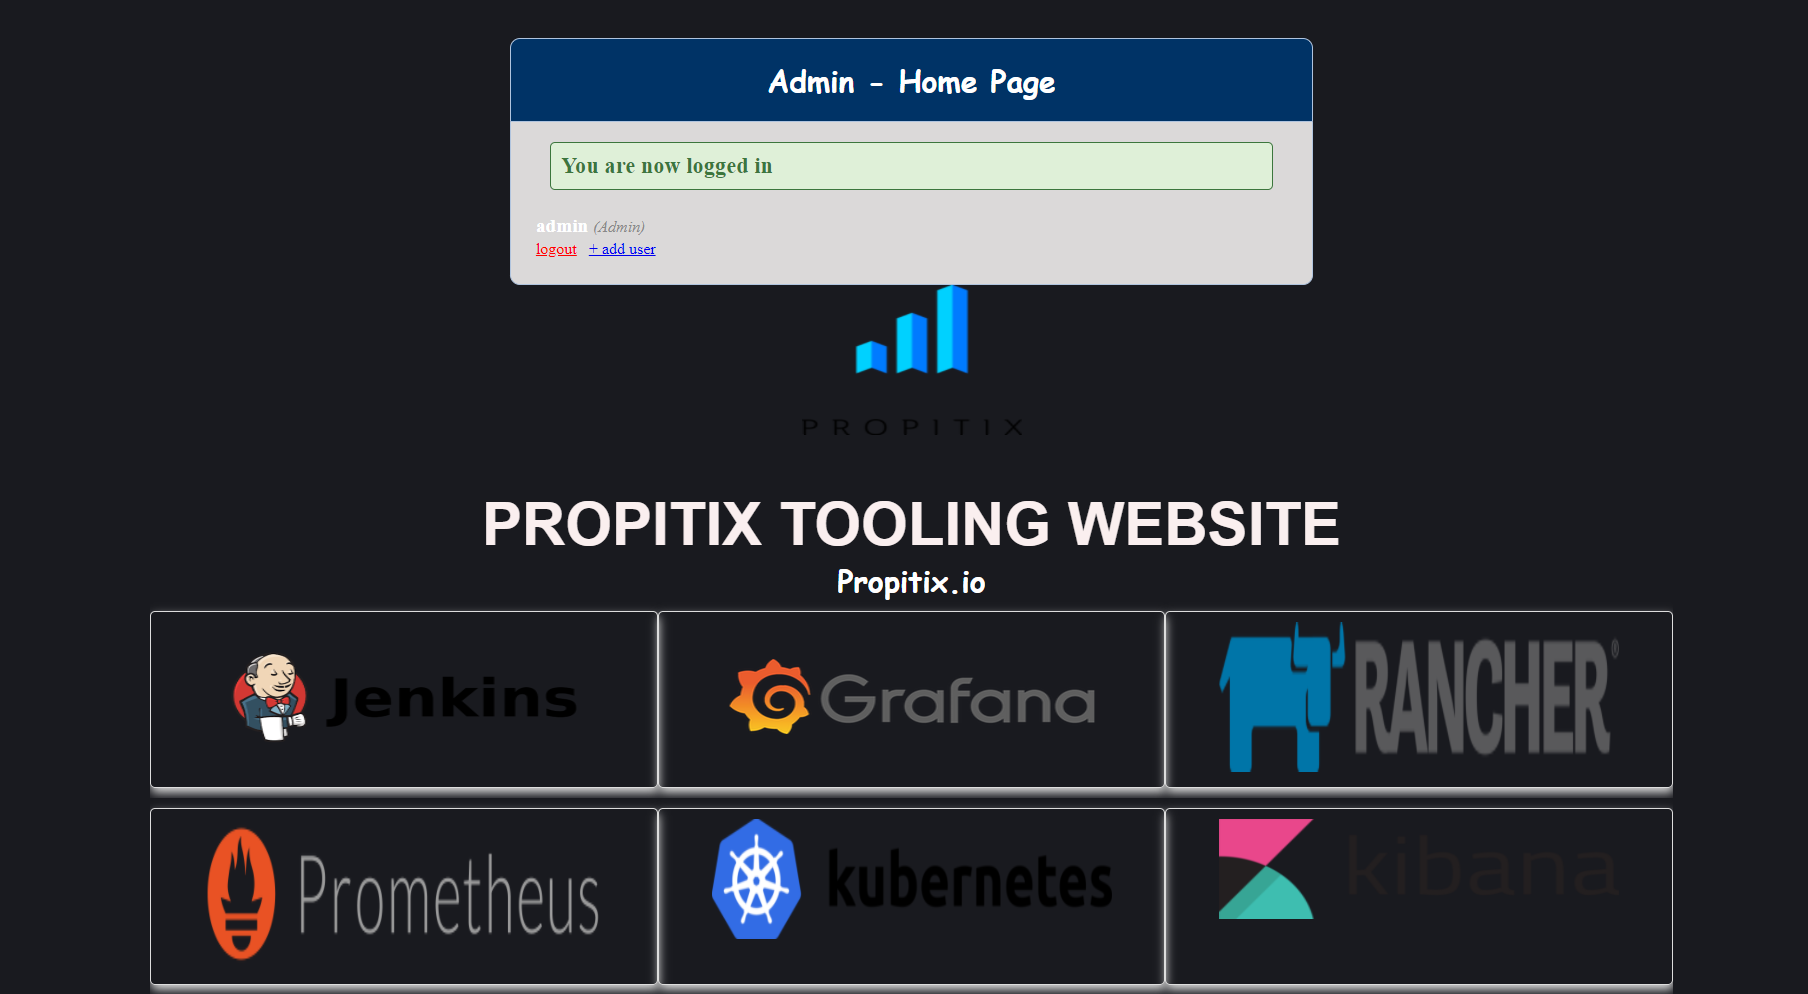 Admin - Home Page
You are now logged in
admin (Admin)
logout + add user
PROPITIX
PROPITIX TOOLING WEBSITE
Propitix.io
Jenkins
Grafana
RANCHER®
Prometheus
kubernetes
kibana